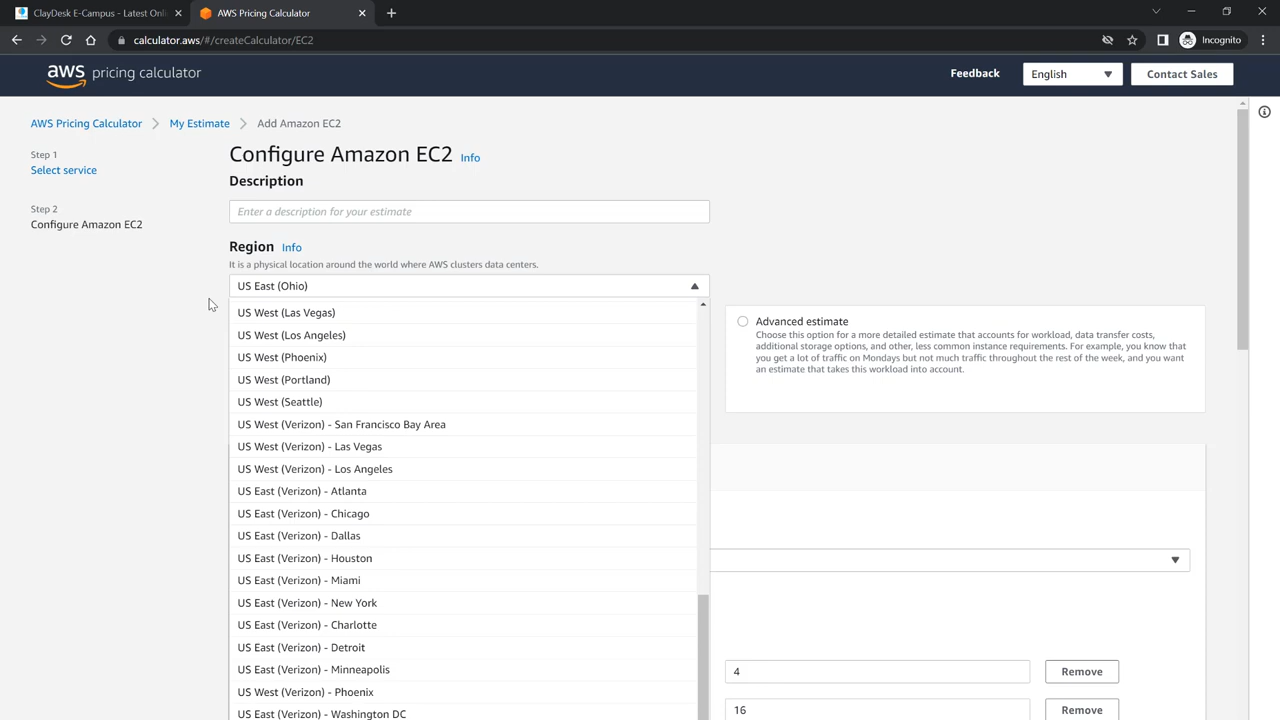 ClayDesk E-Campus - Latest Onli
AWS Pricing Calculator
calculator.aws/#/createCalculator/EC2
Incognito
aws pricing calculator
Feedback
English
Contact Sales
AWS Pricing Calculator
My Estimate
Add Amazon EC2
Step 1
Select service
Step 2
Configure Amazon EC2
Configure Amazon EC2 Info
Description
Enter a description for your estimate
Region Info
It is a physical location around the world where AWS clusters data centers.
US East (Ohio)
US West (Las Vegas)
US West (Los Angeles)
US West (Phoenix)
US West (Portland)
US West (Seattle)
US West (Verizon) - San Francisco Bay Area
US West (Verizon) - Las Vegas
US West (Verizon) - Los Angeles
US East (Verizon) - Atlanta
US East (Verizon) - Chicago
US East (Verizon) - Dallas
US East (Verizon) - Houston
US East (Verizon) - Miami
US East (Verizon) - New York
US East (Verizon) - Charlotte
US East (Verizon) - Detroit
US East (Verizon) - Minneapolis
US West (Verizon) - Phoenix
US East (Verizon) - Washington DC
Advanced estimate
Choose this option for a more detailed estimate that accounts for workload, data transfer costs,
additional storage options, and other, less common instance requirements. For example, you know that
you get a lot of traffic on Mondays but not much traffic throughout the rest of the week, and you want
an estimate that takes this workload into account.
4
Remove
16
Remove